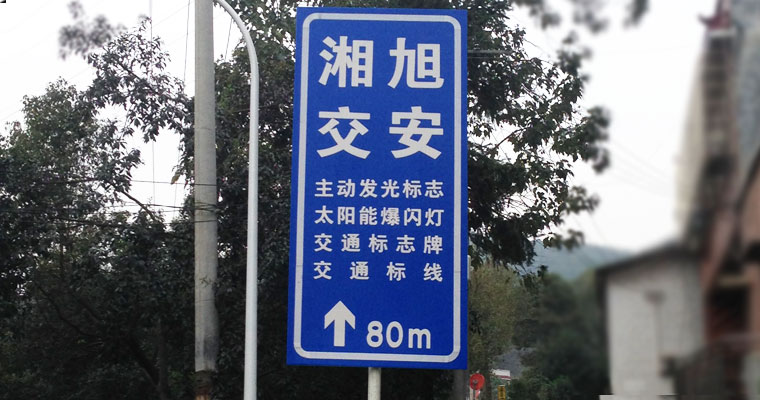 湘旭
交安
主动发光标志
太阳能爆闪灯
交通标志牌
交通标线
↑ 80m